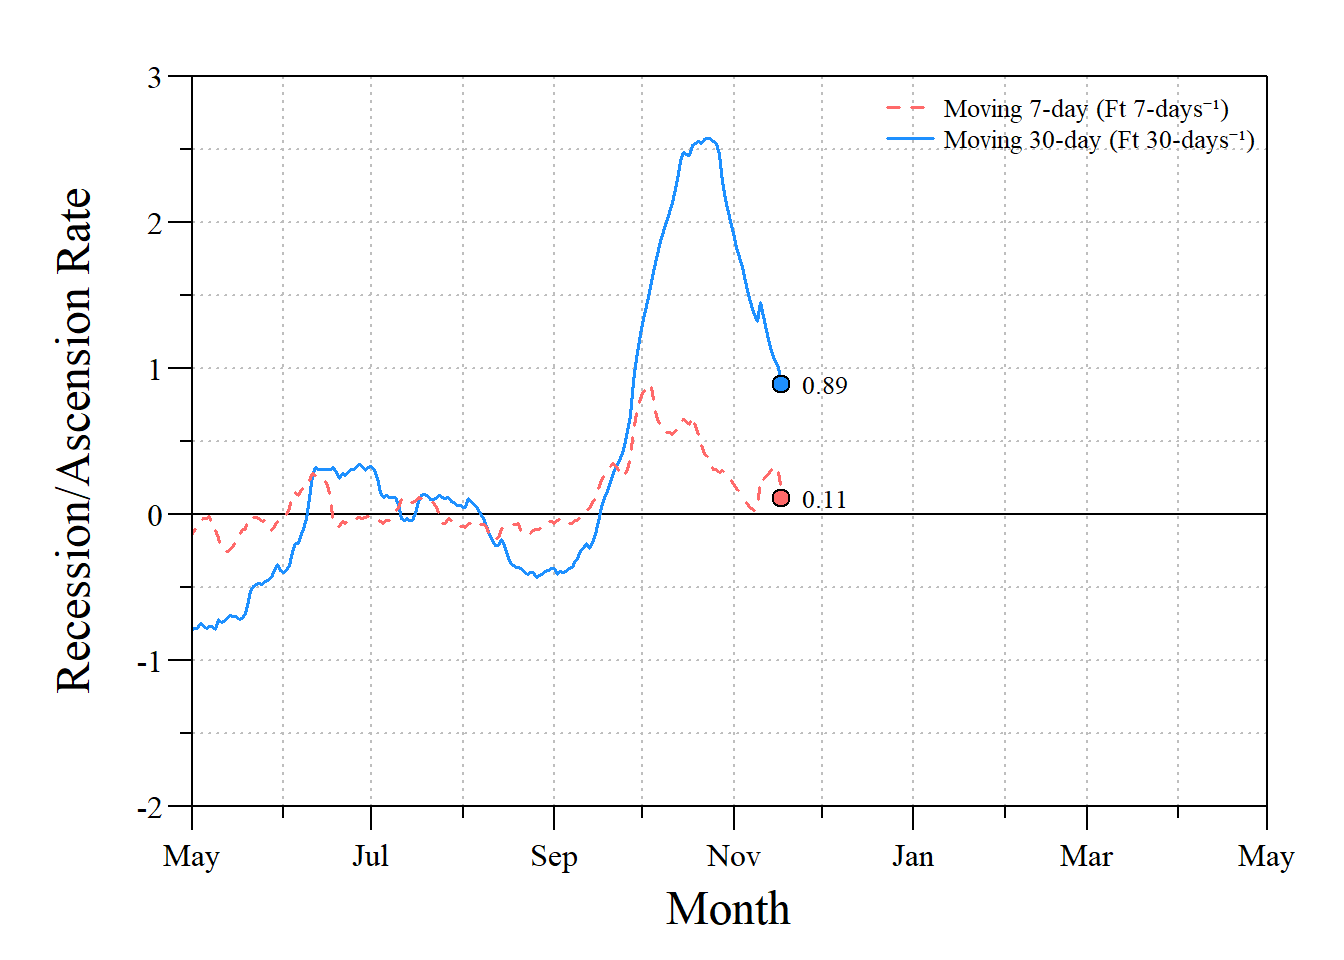 3
Moving 7-day (Ft 7-days⁻¹)
Moving 30-day (Ft 30-days⁻¹)
2
1
0.89
0.11
0
-1
-2
Recession/Ascension Rate
May Jul Sep Nov Jan Mar May
Month